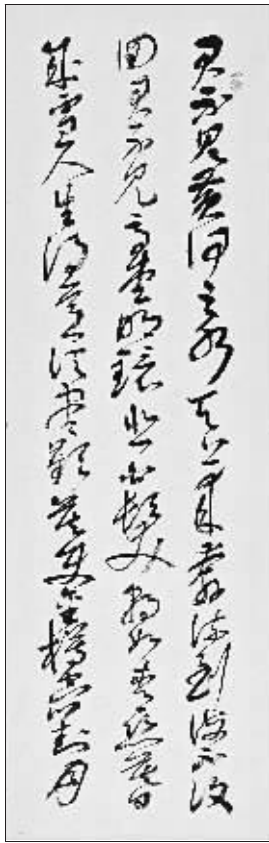 君不見黃河之水天上來奔流到海不復
回君不見高堂明鏡悲白髮朝如青絲暮
成雪人生得意須盡歡莫使金樽空對月